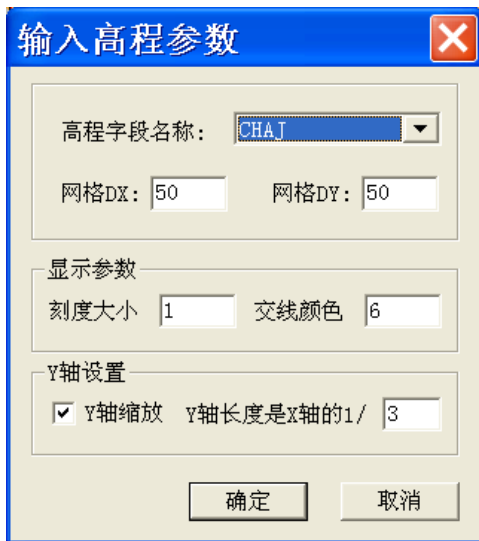 输入高程参数
高程字段名称: CHAJ
网格DX: 50 网格DY: 50
显示参数
刻度大小 1 交线颜色 6
Y轴设置
Y轴缩放 Y轴长度是X轴的1/ 3
确定 取消